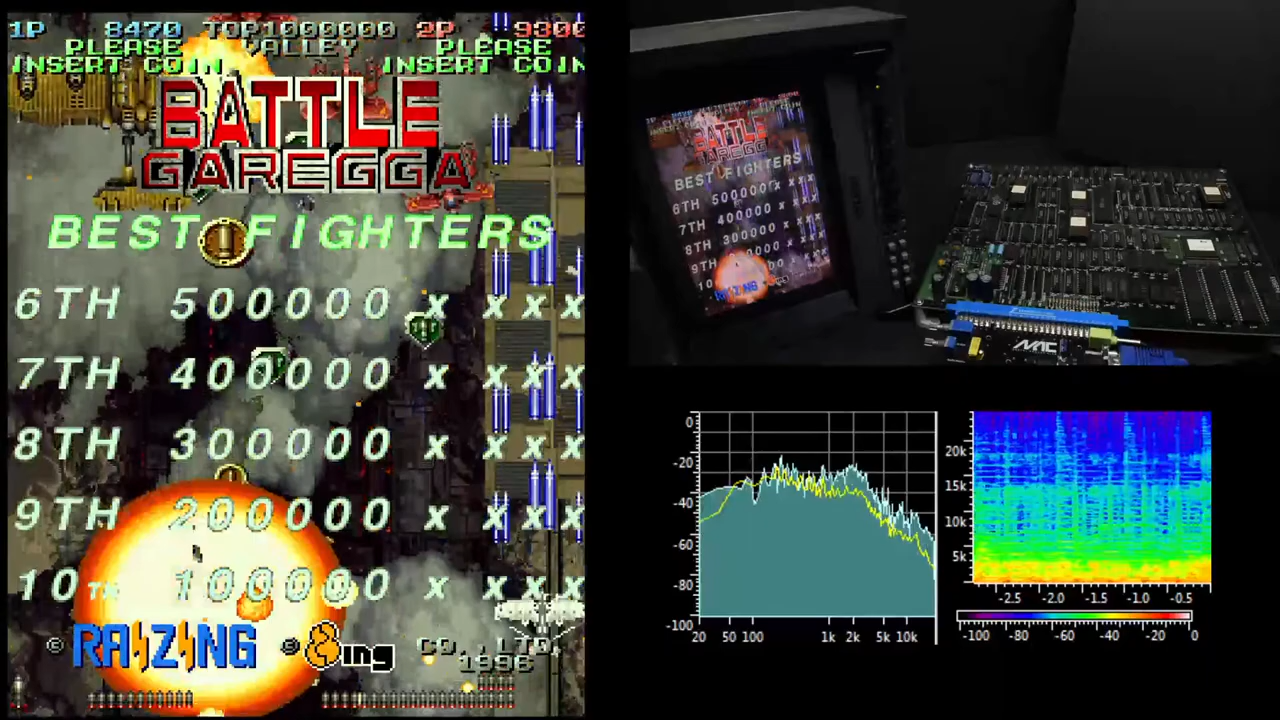 1P 8470 TOP1000000 2P 9300
PLEASE VALLEY PLEASE
INSERT COIN INSERT COIN
BATTLE
GAREGGA
BEST FIGHTERS
6TH 500000 x x x x
7TH 400000 x x x x
8TH 300000 x x x x
9TH 200000 x x x x
10TH 100000 x x x x
© RAIZING © 8ing CO.,LTD.
1996
BATTLE
GAREGGA
BEST FIGHTERS
6TH 500000 x x x x
7TH 400000 x x x x
8TH 300000 x x x x
9TH
10
RAIZING
MAC
0
-20
-40
-60
-80
-100
20 50 100 1k 2k 5k 10k
20k
15k
10k
5k
-2.5 -2.0 -1.5 -1.0 -0.5
-100 -80 -60 -40 -20 0